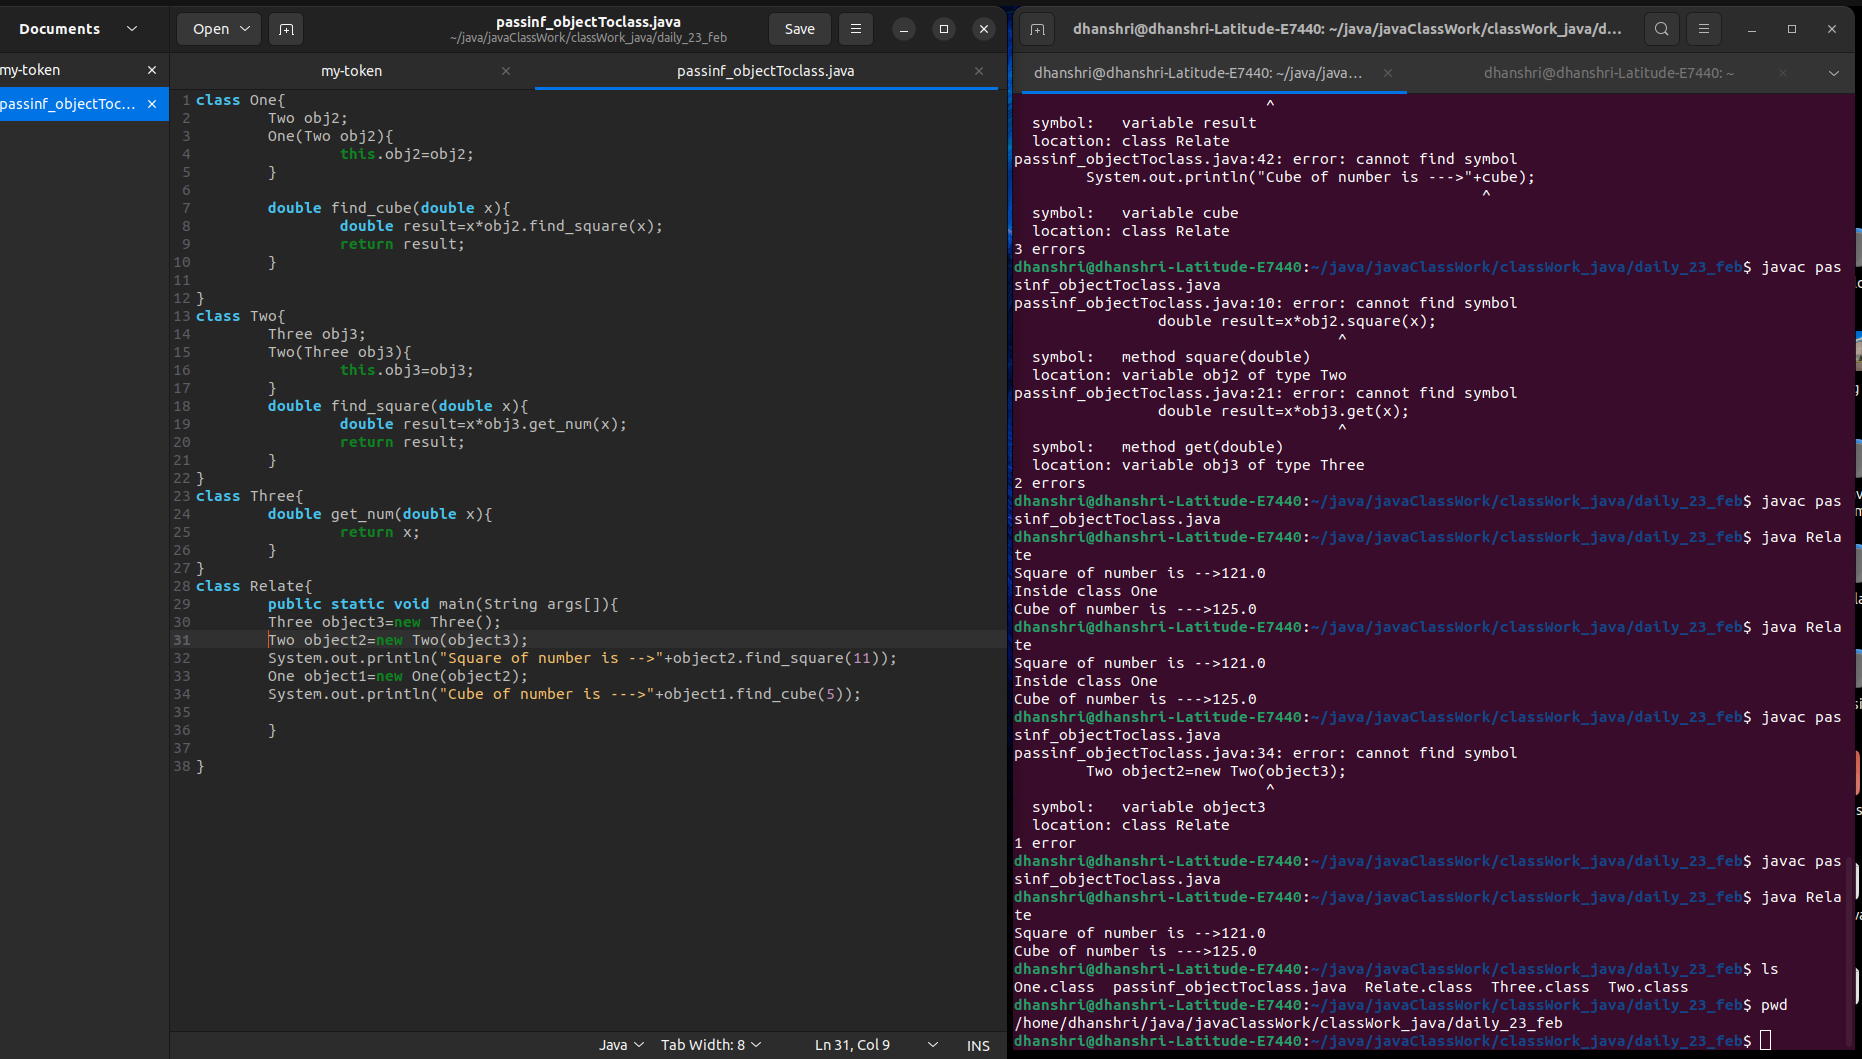 Documents
Open
passinf_objectToclass.java
~/java/javaClassWork/classWork_java/daily_23_feb
Save
my-token
passinf_objectToc...
my-token
passinf_objectToclass.java
1 class One{
2 Two obj2;
3 One(Two obj2){
4 this.obj2=obj2;
5 }
6
7 double find_cube(double x){
8 double result=x*obj2.find_square(x);
9 return result;
10 }
11
12 }
13 class Two{
14 Three obj3;
15 Two(Three obj3){
16 this.obj3=obj3;
17 }
18 double find_square(double x){
19 double result=x*obj3.get_num(x);
20 return result;
21 }
22 }
23 class Three{
24 double get_num(double x){
25 return x;
26 }
27 }
28 class Relate{
29 public static void main(String args[]){
30 Three object3=new Three();
31 Two object2=new Two(object3);
32 System.out.println("Square of number is -->"+object2.find_square(11));
33 One object1=new One(object2);
34 System.out.println("Cube of number is --->"+object1.find_cube(5));
35
36 }
37
38 }
Java
Tab Width: 8
Ln 31, Col 9
INS
dhanshri@dhanshri-Latitude-E7440: ~/java/javaClassWork/classWork_java/d...
dhanshri@dhanshri-Latitude-E7440: ~/java/java...
dhanshri@dhanshri-Latitude-E7440: ~
^
symbol:   variable result
location: class Relate
passinf_objectToclass.java:42: error: cannot find symbol
System.out.println("Cube of number is --->"+cube);
^
symbol:   variable cube
location: class Relate
3 errors
dhanshri@dhanshri-Latitude-E7440:~/java/javaClassWork/classWork_java/daily_23_feb$ javac pas
sinf_objectToclass.java
passinf_objectToclass.java:10: error: cannot find symbol
double result=x*obj2.square(x);
^
symbol:   method square(double)
location: variable obj2 of type Two
passinf_objectToclass.java:21: error: cannot find symbol
double result=x*obj3.get(x);
^
symbol:   method get(double)
location: variable obj3 of type Three
2 errors
dhanshri@dhanshri-Latitude-E7440:~/java/javaClassWork/classWork_java/daily_23_feb$ javac pas
sinf_objectToclass.java
dhanshri@dhanshri-Latitude-E7440:~/java/javaClassWork/classWork_java/daily_23_feb$ java Rela
te
Square of number is -->121.0
Inside class One
Cube of number is --->125.0
dhanshri@dhanshri-Latitude-E7440:~/java/javaClassWork/classWork_java/daily_23_feb$ java Rela
te
Square of number is -->121.0
Inside class One
Cube of number is --->125.0
dhanshri@dhanshri-Latitude-E7440:~/java/javaClassWork/classWork_java/daily_23_feb$ javac pas
sinf_objectToclass.java
passinf_objectToclass.java:34: error: cannot find symbol
Two object2=new Two(object3);
^
symbol:   variable object3
location: class Relate
1 error
dhanshri@dhanshri-Latitude-E7440:~/java/javaClassWork/classWork_java/daily_23_feb$ javac pas
sinf_objectToclass.java
dhanshri@dhanshri-Latitude-E7440:~/java/javaClassWork/classWork_java/daily_23_feb$ java Rela
te
Square of number is -->121.0
Cube of number is --->125.0
dhanshri@dhanshri-Latitude-E7440:~/java/javaClassWork/classWork_java/daily_23_feb$ ls
One.class  passinf_objectToclass.java  Relate.class  Three.class  Two.class
dhanshri@dhanshri-Latitude-E7440:~/java/javaClassWork/classWork_java/daily_23_feb$ pwd
/home/dhanshri/java/javaClassWork/classWork_java/daily_23_feb
dhanshri@dhanshri-Latitude-E7440:~/java/javaClassWork/classWork_java/daily_23_feb$